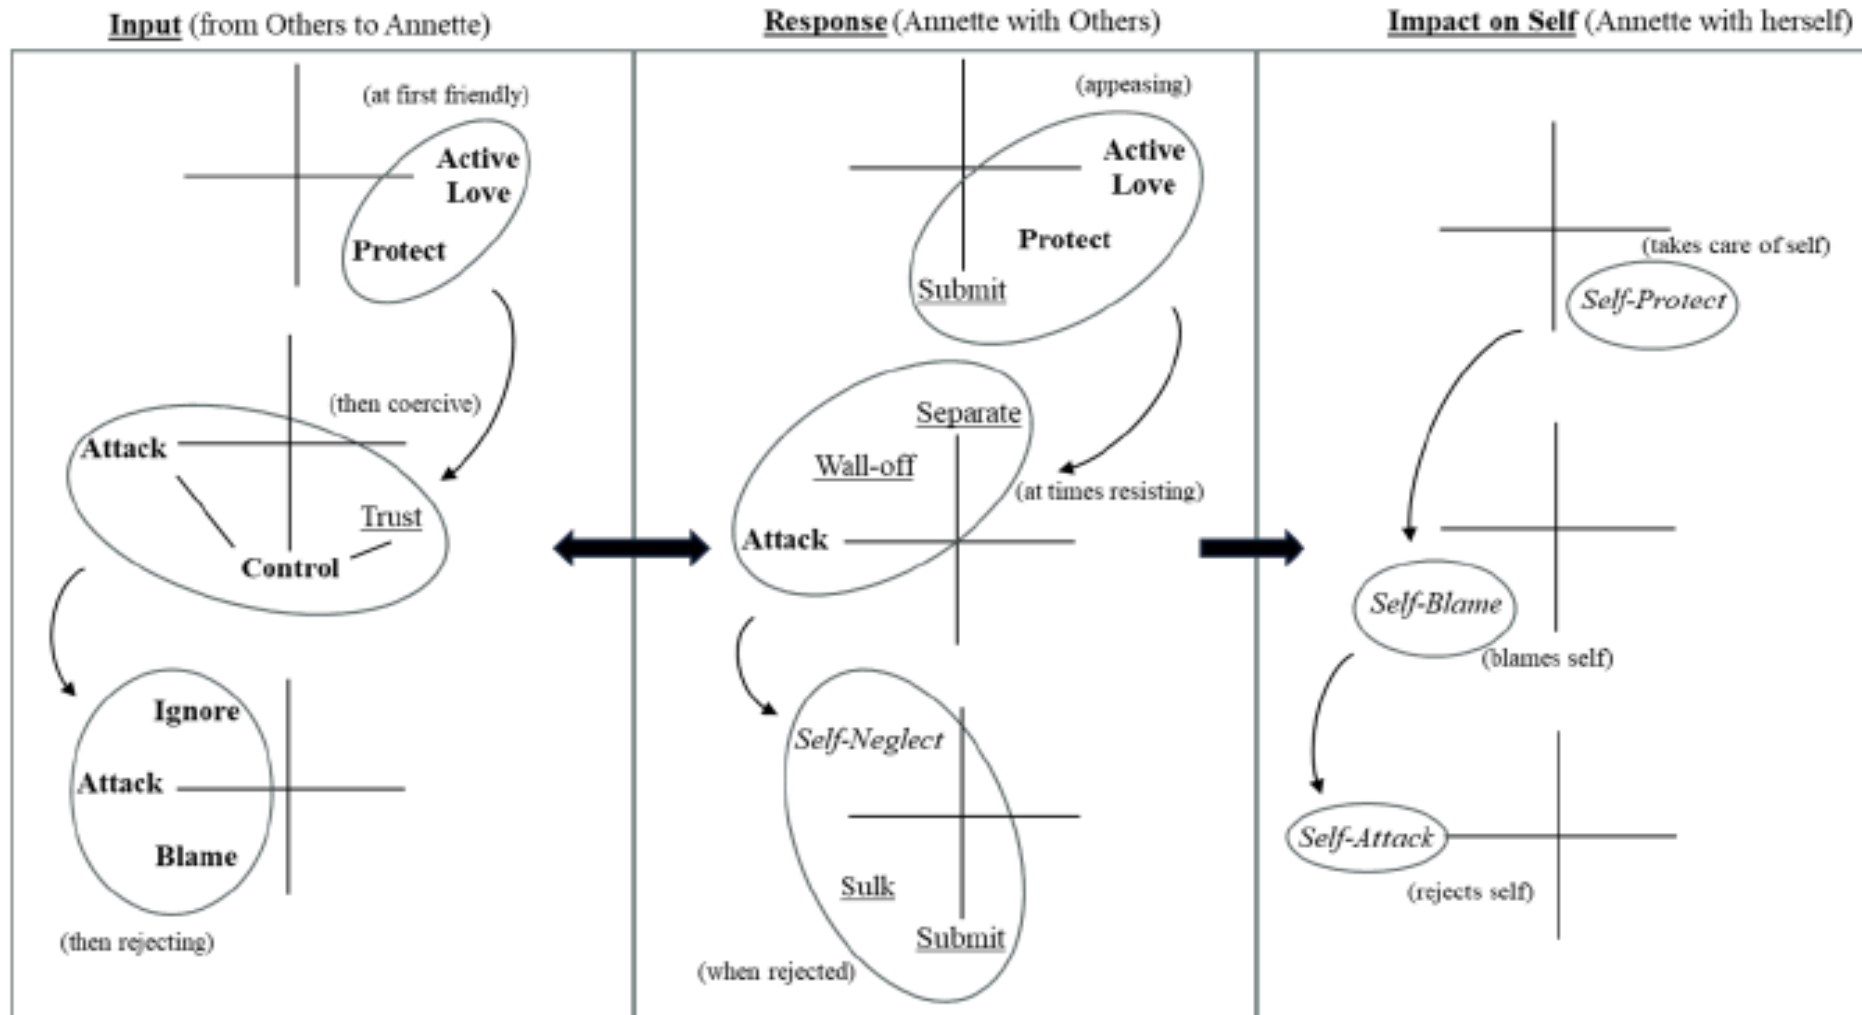 Input (from Others to Annette)
(at first friendly)
Active
Love
Protect
(then coercive)
Attack
Trust
Control
Ignore
Attack
Blame
(then rejecting)
Response (Annette with Others)
(appeasing)
Active
Love
Protect
Submit
Separate
Wall-off
(at times resisting)
Attack
Self-Neglect
Sulk
Submit
(when rejected)
Impact on Self (Annette with herself)
(takes care of self)
Self-Protect
Self-Blame
(blames self)
Self-Attack
(rejects self)